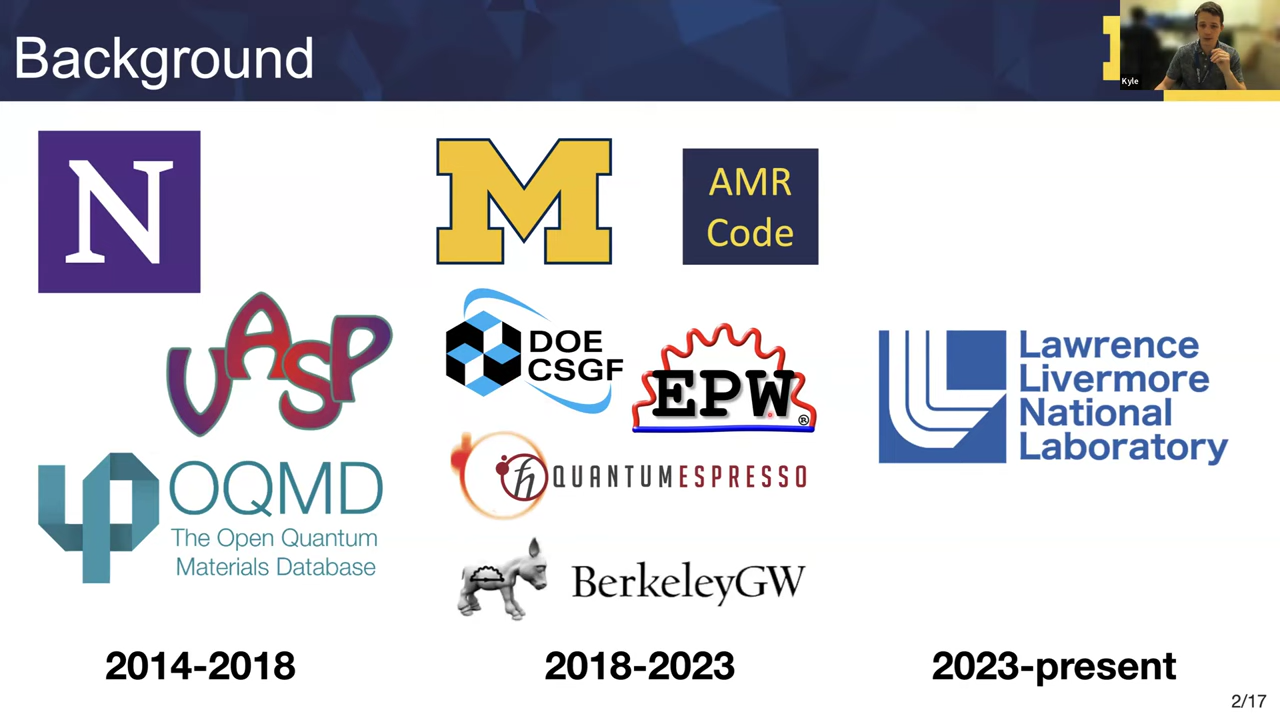 Background
Kyle
N
VASP
OQMD
The Open Quantum
Materials Database
2014-2018
M
AMR
Code
DOE
CSGF
EPW
®
ħ QUANTUMESPRESSO
BerkeleyGW
2018-2023
Lawrence
Livermore
National
Laboratory
2023-present
2/17